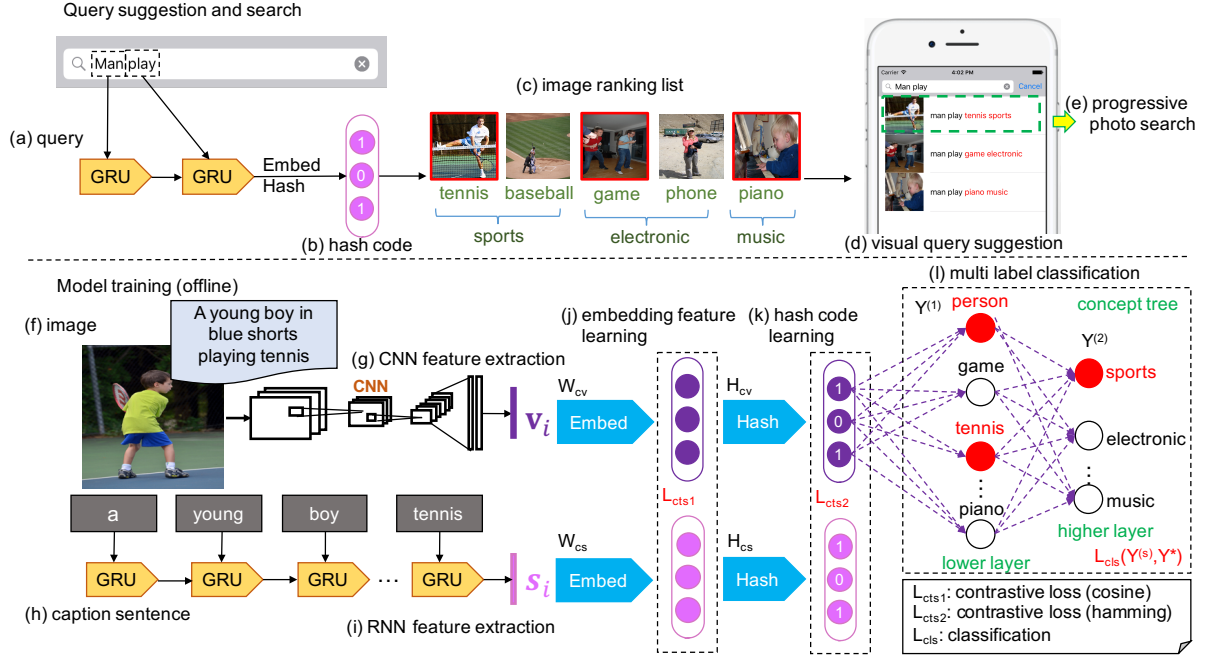 Query suggestion and search
Man play
(a) query
GRU
GRU
Embed
Hash
1
0
1
(b) hash code
(c) image ranking list
tennis
baseball
game
phone
piano
sports
electronic
music
Carrier
4:02 PM
Man play
Cancel
man play tennis sports
man play game electronic
man play piano music
(d) visual query suggestion
(e) progressive
photo search
Model training (offline)
(f) image
A young boy in
blue shorts
playing tennis
(g) CNN feature extraction
CNN
v_i
W_cv
Embed
(j) embedding feature
learning
H_cv
Hash
(k) hash code
learning
1
0
1
L_cts1
L_cts2
a
young
boy
tennis
GRU
GRU
GRU
...
GRU
s_i
W_cs
Embed
H_cs
Hash
1
0
1
(h) caption sentence
(i) RNN feature extraction
(l) multi label classification
Y^(1)
person
concept tree
game
Y^(2)
sports
tennis
electronic
⋮
⋮
piano
music
higher layer
lower layer
L_cls(Y^(s),Y*)
L_cts1: contrastive loss (cosine)
L_cts2: contrastive loss (hamming)
L_cls: classification